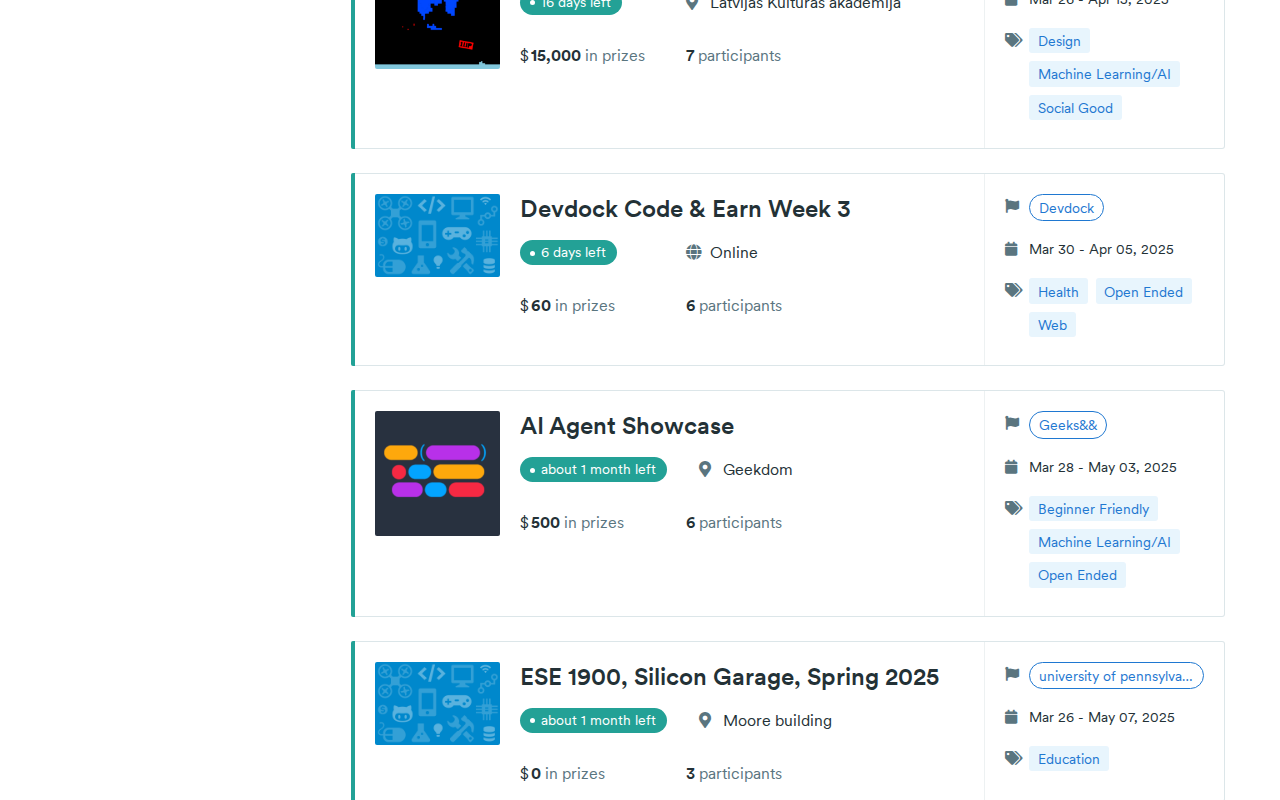 16 days left
Latvijas Kultūras akadēmija
$15,000 in prizes
7 participants
Mar 26 - Apr 15, 2025
Design
Machine Learning/AI
Social Good
Devdock Code & Earn Week 3
6 days left
Online
$60 in prizes
6 participants
Devdock
Mar 30 - Apr 05, 2025
Health
Open Ended
Web
AI Agent Showcase
about 1 month left
Geekdom
$500 in prizes
6 participants
Geeks&&
Mar 28 - May 03, 2025
Beginner Friendly
Machine Learning/AI
Open Ended
ESE 1900, Silicon Garage, Spring 2025
about 1 month left
Moore building
$0 in prizes
3 participants
university of pennsylva...
Mar 26 - May 07, 2025
Education